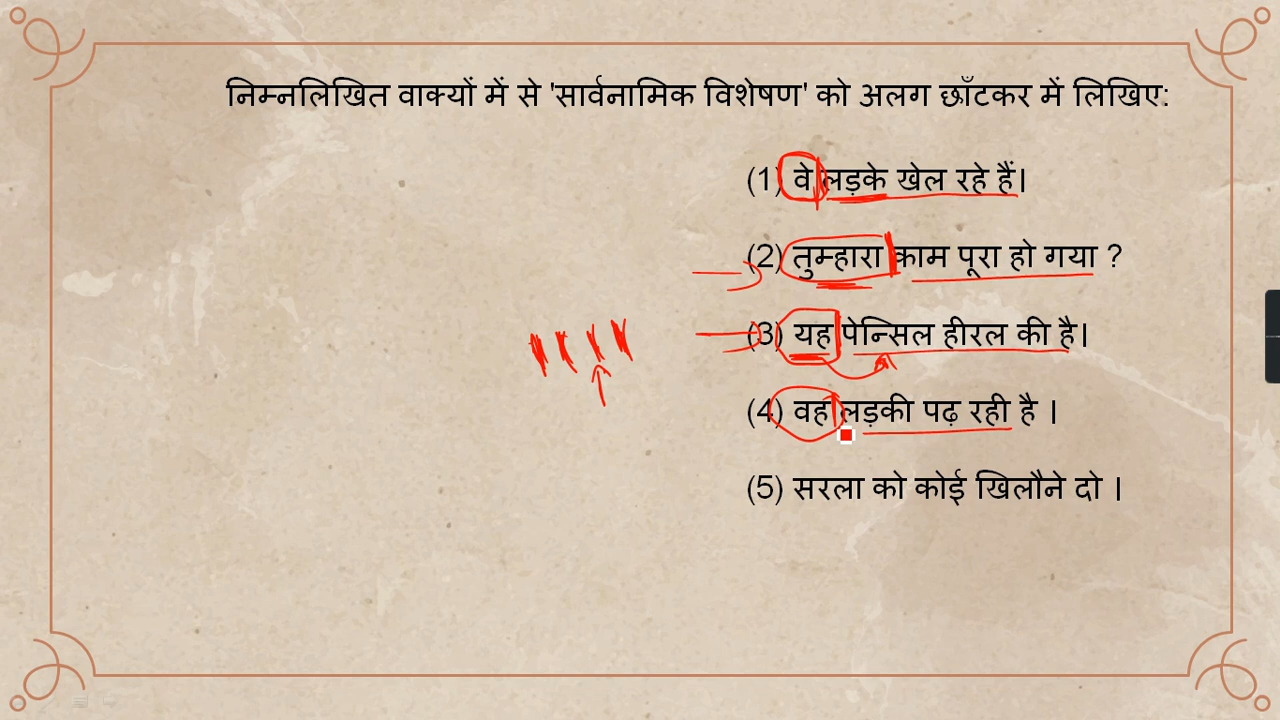 निम्नलिखित वाक्यों में से 'सार्वनामिक विशेषण' को अलग छाँटकर में लिखिए:
(1) वे लड़के खेल रहे हैं।
(2) तुम्हारा काम पूरा हो गया ?
(3) यह पेन्सिल हीरल की है।
(4) वह लड़की पढ़ रही है ।
(5) सरला को कोई खिलौने दो ।